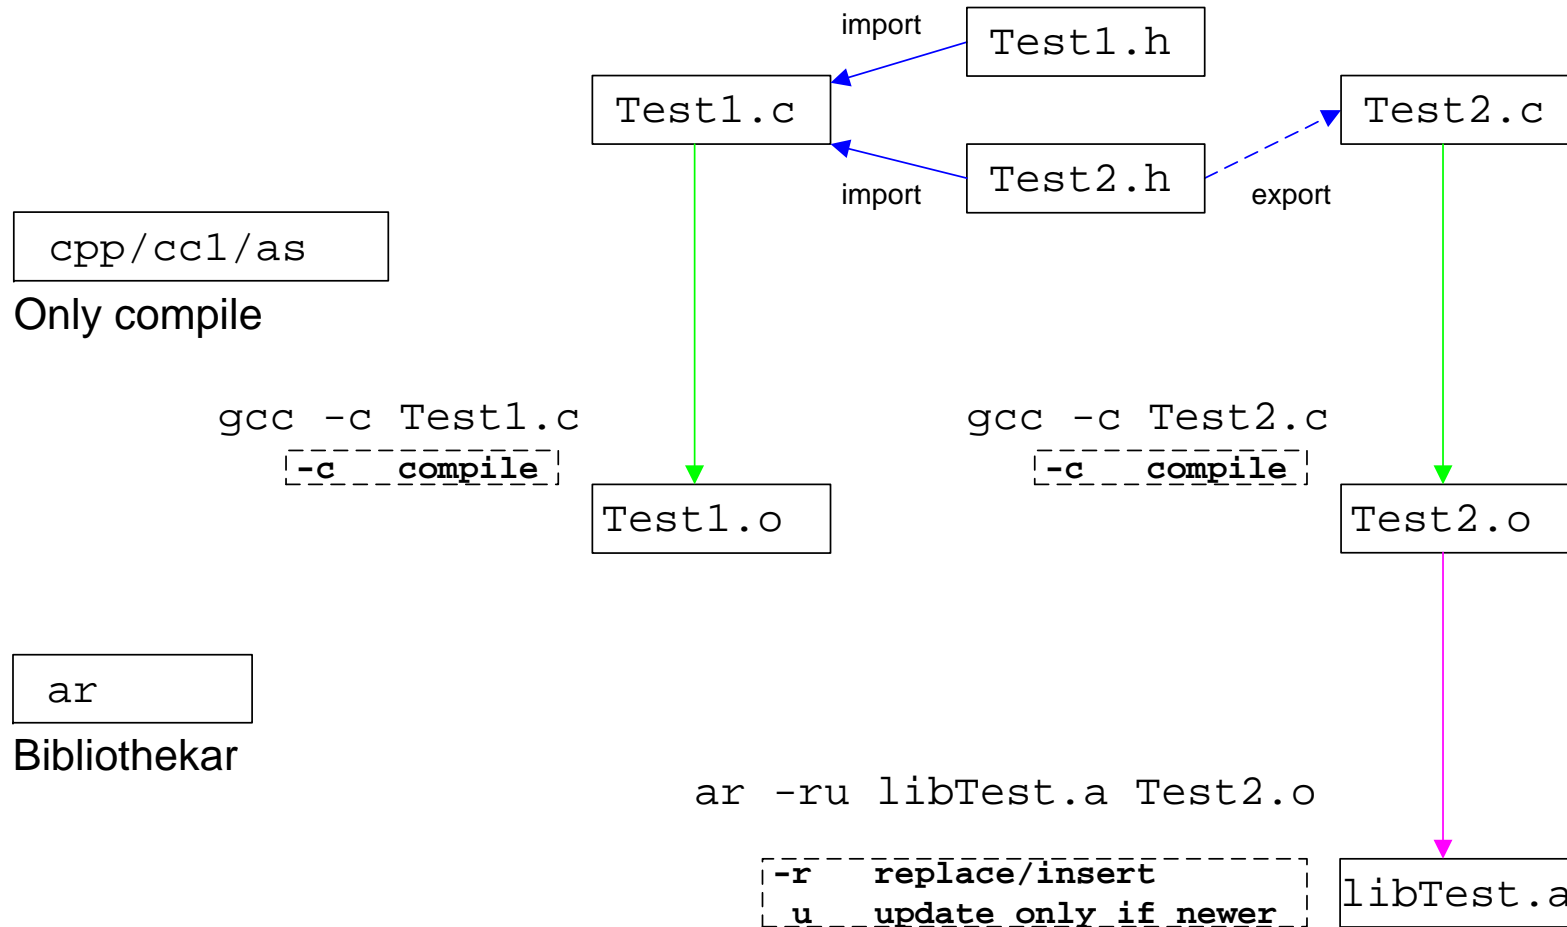 import
Test1.h
Test1.c
Test2.c
Test2.h
import
export
cpp/cc1/as
Only compile
gcc -c Test1.c
gcc -c Test2.c
-c compile
-c compile
Test1.o
Test2.o
ar
Bibliothekar
ar -ru libTest.a Test2.o
-r replace/insert
u update only if newer
libTest.a